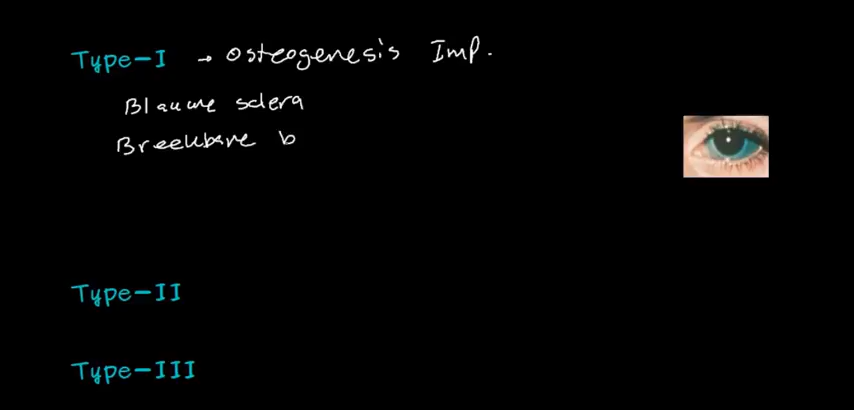 Type-I → Osteogenesis Imp.
Blauwe sclera
Breekbare b
Type-II
Type-III